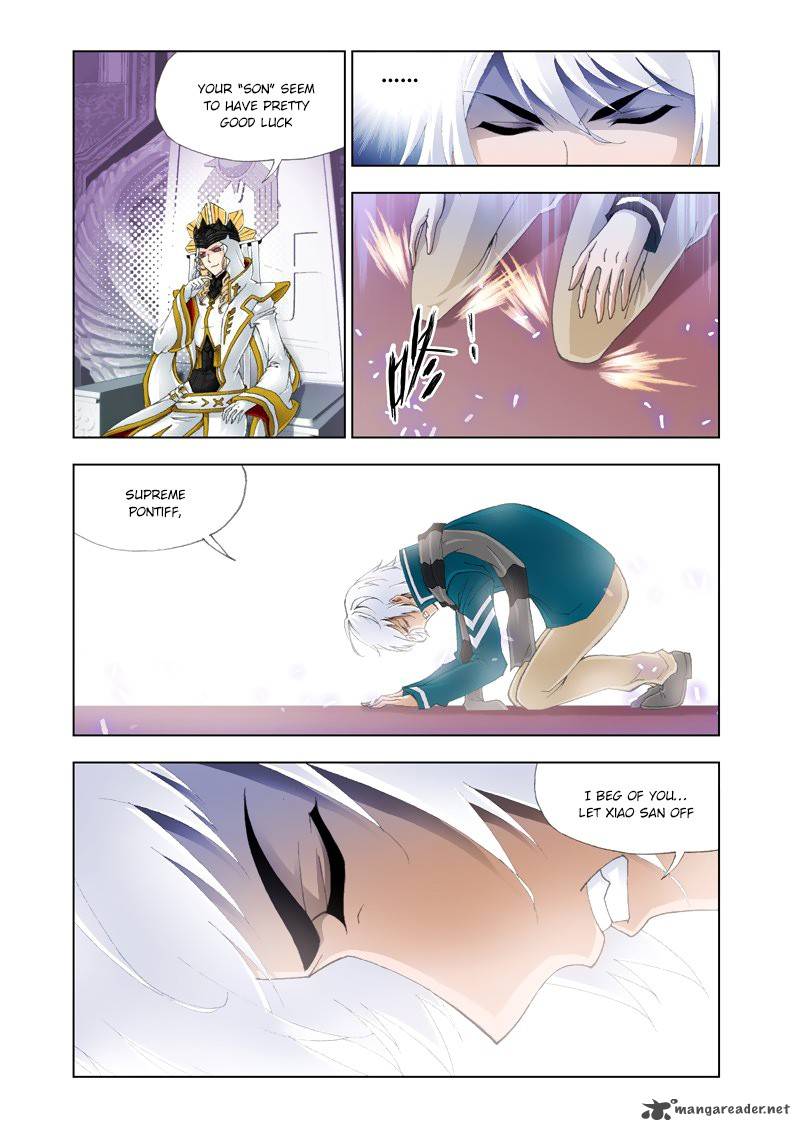 YOUR "SON" SEEM
TO HAVE PRETTY
GOOD LUCK
......
咚!
SUPREME
PONTIFF,
I BEG OF YOU...
LET XIAO SAN OFF
mangareader.net